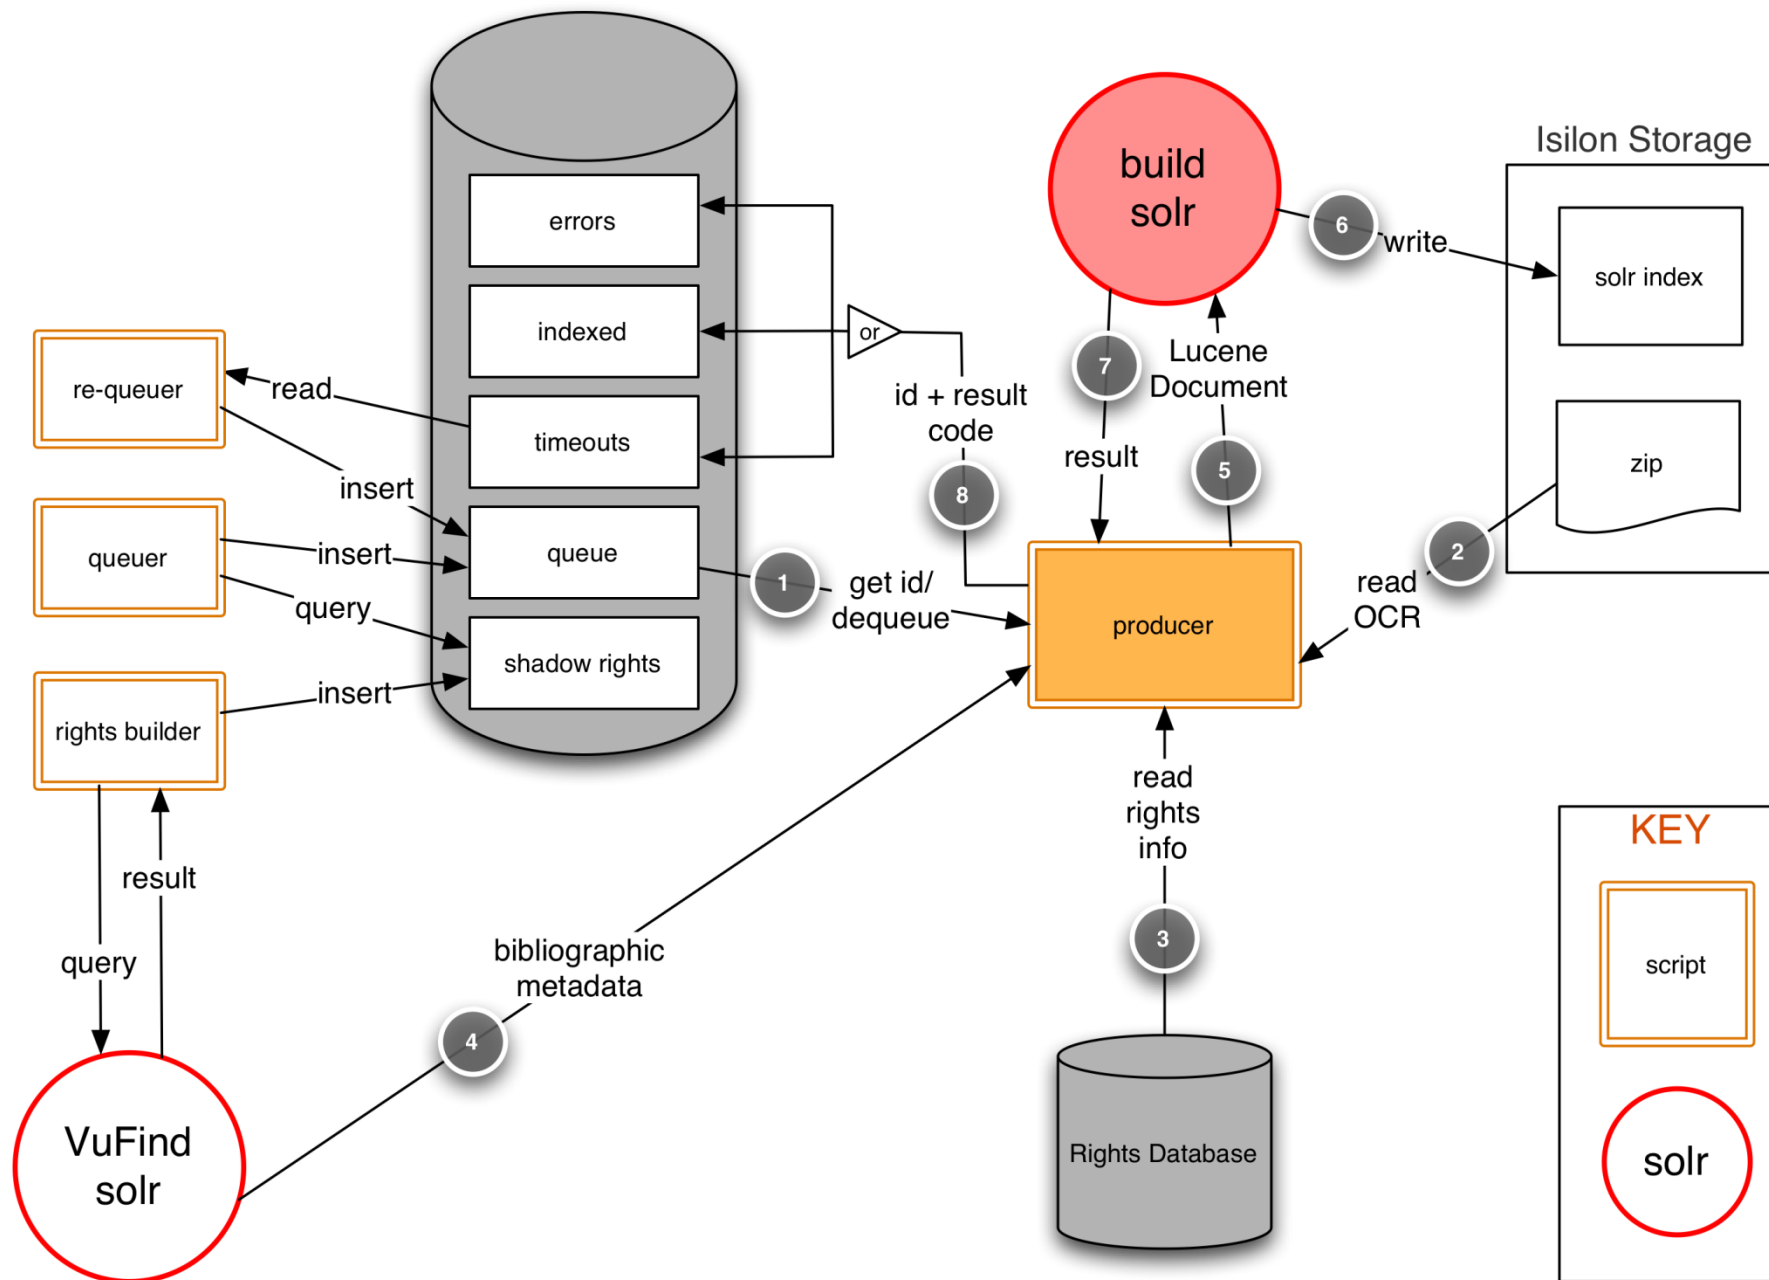 errors
indexed
timeouts
queue
shadow rights
re-queuer
queuer
rights builder
read
insert
insert
query
insert
query
result
VuFind
solr
or
id + result
code
8
1
get id/
dequeue
producer
build
solr
7
result
Lucene
Document
5
6
write
Isilon Storage
solr index
zip
2
read
OCR
read
rights
info
3
Rights Database
bibliographic
metadata
4
KEY
script
solr